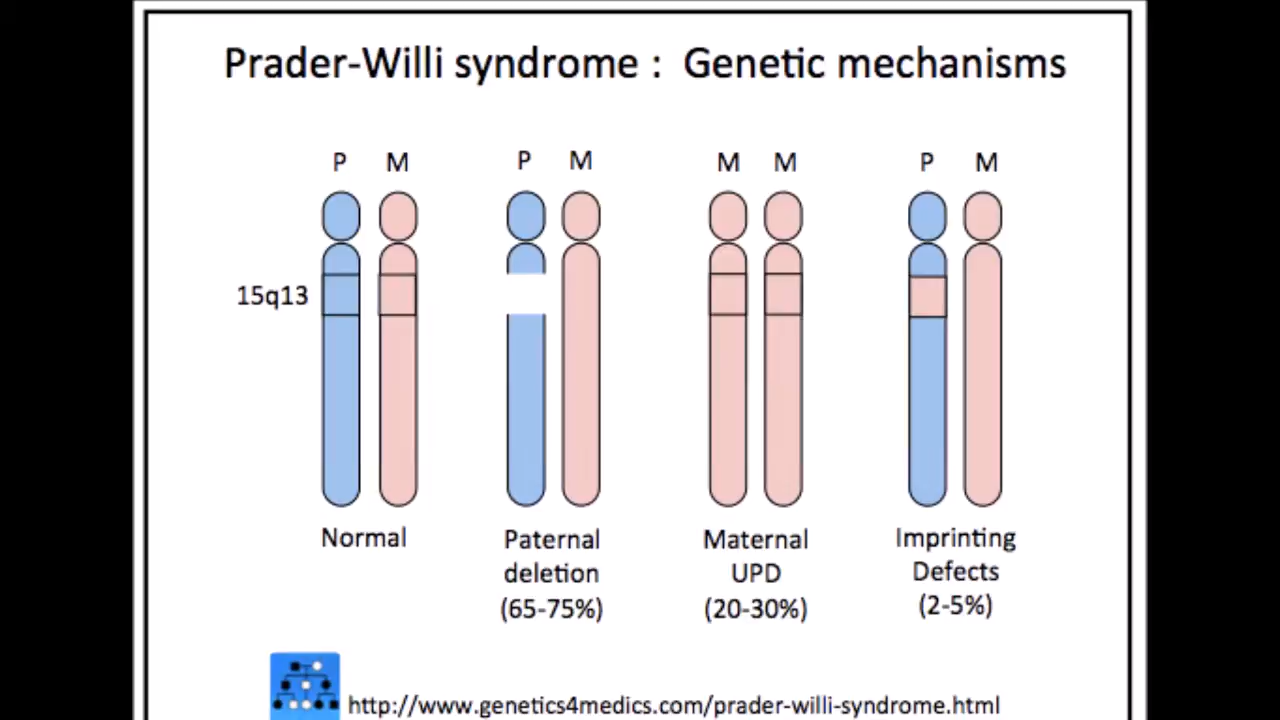 Prader-Willi syndrome : Genetic mechanisms
P M P M M M P M
15q13
Normal
Paternal
deletion
(65-75%)
Maternal
UPD
(20-30%)
Imprinting
Defects
(2-5%)
http://www.genetics4medics.com/prader-willi-syndrome.html